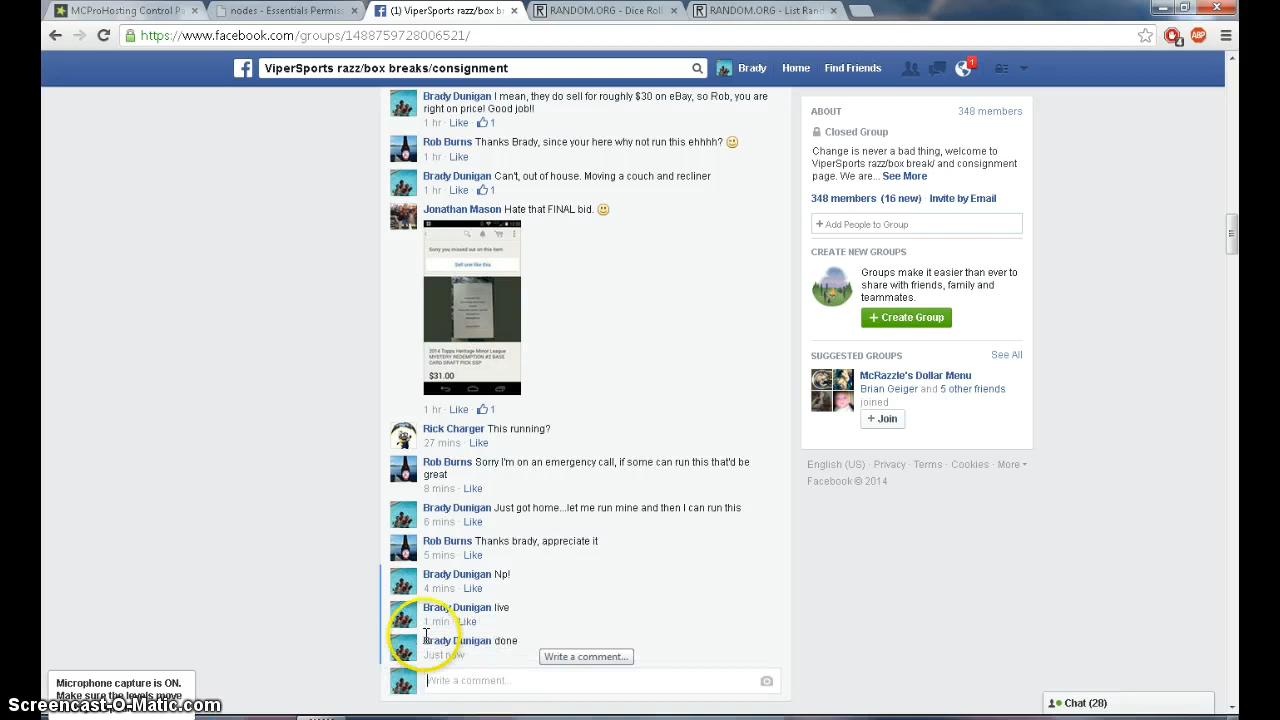 MCProHosting Control Pa
nodes - Essentials Permiss
(1) ViperSports razz/box b
RANDOM.ORG - Dice Roll
RANDOM.ORG - List Rand
https://www.facebook.com/groups/1488759728006521/
ViperSports razz/box breaks/consignment
Brady
Home
Find Friends
1
Brady Dunigan I mean, they do sell for roughly $30 on eBay, so Rob, you are
right on price! Good job!!
1 hr · Like · 1
Rob Burns Thanks Brady, since your here why not run this ehhhh?
1 hr · Like
Brady Dunigan Can't, out of house. Moving a couch and recliner
1 hr · Like · 1
Jonathan Mason Hate that FINAL bid.
Sorry you missed out on this item
Sell one like this
2014 Topps Heritage Minor League
MYSTERY REDEMPTION #2 BASE
CARD DRAFT PICK SSP
$31.00
1 hr · Like · 1
Rick Charger This running?
27 mins · Like
Rob Burns Sorry I'm on an emergency call, if some can run this that'd be
great
8 mins · Like
Brady Dunigan Just got home...let me run mine and then I can run this
6 mins · Like
Rob Burns Thanks brady, appreciate it
5 mins · Like
Brady Dunigan Np!
4 mins · Like
Brady Dunigan live
1 min · Like
Brady Dunigan done
Just now
Write a comment...
Write a comment...
ABOUT
348 members
Closed Group
Change is never a bad thing, welcome to
ViperSports razz/box break/ and consignment
page. We are... See More
348 members (16 new) · Invite by Email
+ Add People to Group
CREATE NEW GROUPS
Groups make it easier than ever to
share with friends, family and
teammates.
+ Create Group
SUGGESTED GROUPS
See All
McRazzle's Dollar Menu
Brian Geiger and 5 other friends
joined
+ Join
English (US) · Privacy · Terms · Cookies · More
Facebook © 2014
Chat (28)
Microphone capture is ON.
Make sure the levels move
Screencast-O-Matic.com